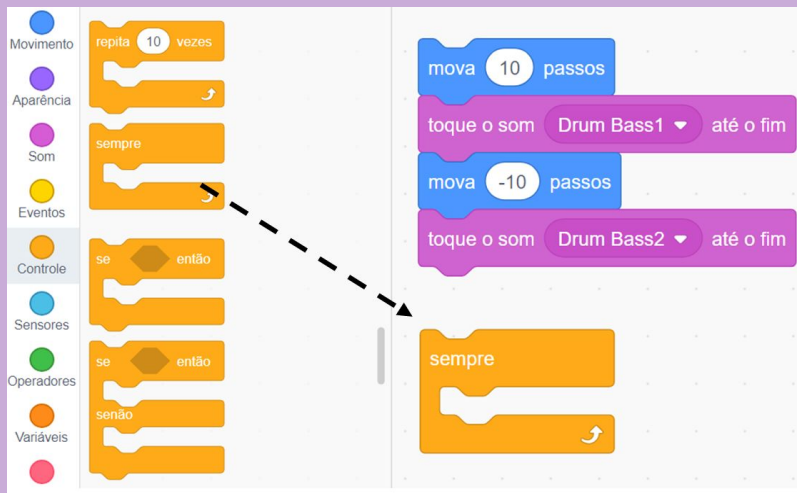 Movimento
Aparência
Som
Eventos
Controle
Sensores
Operadores
Variáveis
repita 10 vezes
sempre
se então
se então
senão
mova 10 passos
toque o som Drum Bass1 até o fim
mova -10 passos
toque o som Drum Bass2 até o fim
sempre